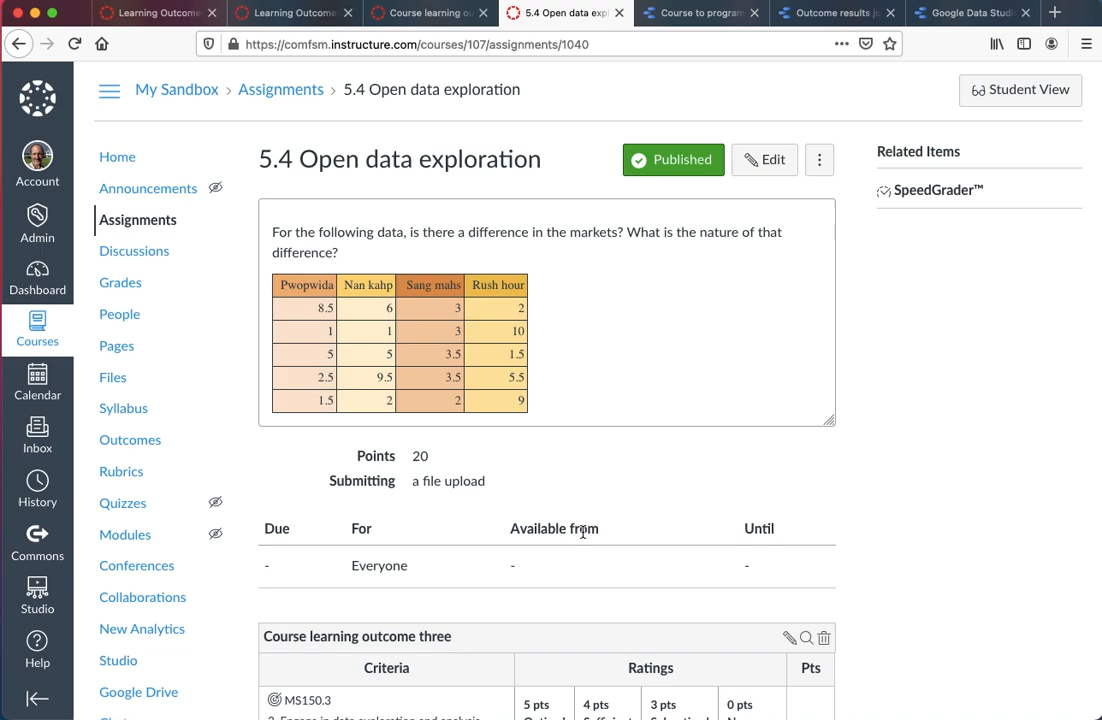 Learning Outcome
Learning Outcome
Course learning ou
5.4 Open data expl
Course to program
Outcome results jo
Google Data Studi
https://comfsm.instructure.com/courses/107/assignments/1040
My Sandbox › Assignments › 5.4 Open data exploration
Student View
Account
Admin
Dashboard
Courses
Calendar
Inbox
History
Commons
Studio
Help
Home
Announcements
Assignments
Discussions
Grades
People
Pages
Files
Syllabus
Outcomes
Rubrics
Quizzes
Modules
Conferences
Collaborations
New Analytics
Studio
Google Drive
5.4 Open data exploration
Published
Edit
For the following data, is there a difference in the markets? What is the nature of that
difference?
Pwopwida Nan kahp Sang mahs Rush hour
8.5 6 3 2
1 1 3 10
5 5 3.5 1.5
2.5 9.5 3.5 5.5
1.5 2 2 9
Points 20
Submitting a file upload
Due For Available from Until
- Everyone - -
Course learning outcome three
Criteria Ratings Pts
MS150.3
5 pts 4 pts 3 pts 0 pts
Related Items
SpeedGrader™